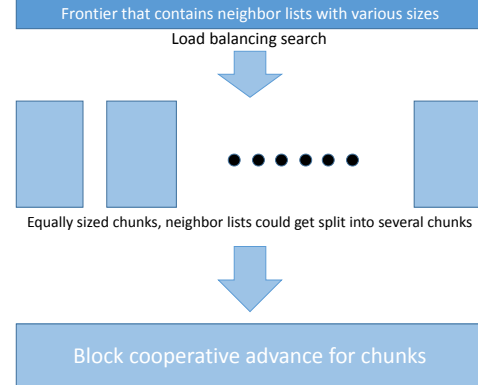 Frontier that contains neighbor lists with various sizes
Load balancing search
Equally sized chunks, neighbor lists could get split into several chunks
Block cooperative advance for chunks